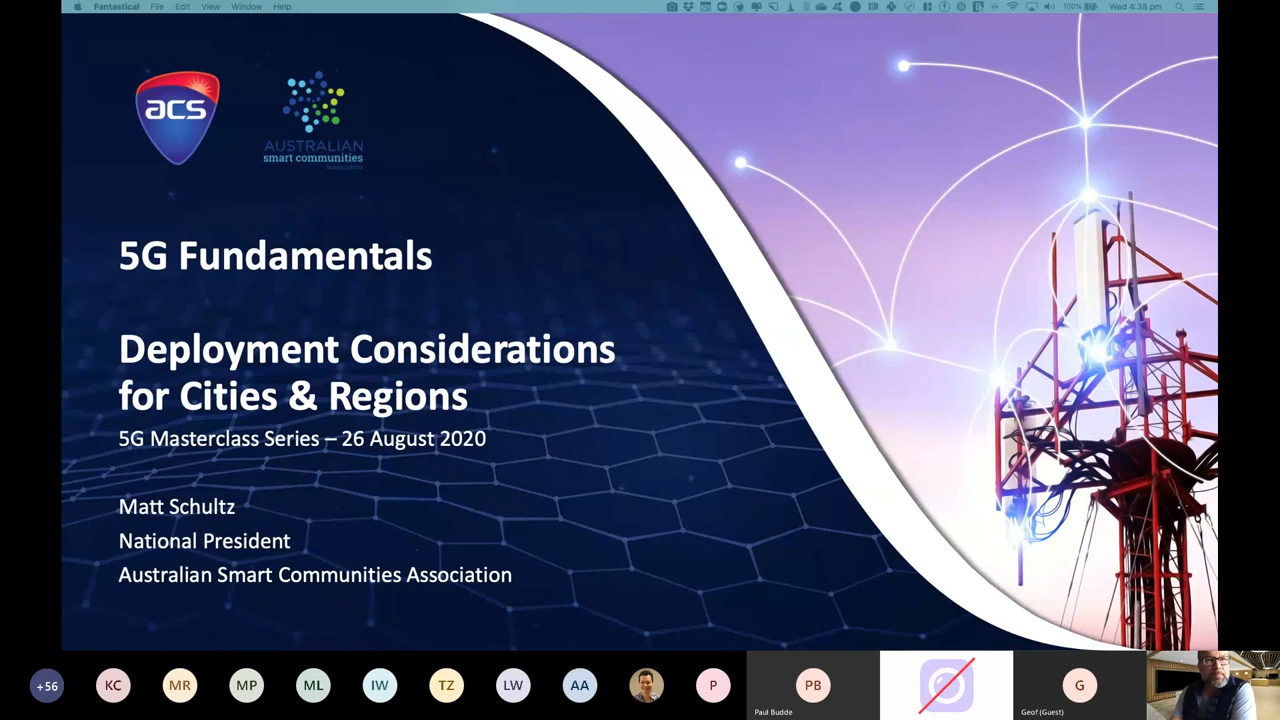 Fantastical File Edit View Window Help
100% Wed 4:38 pm
acs
AUSTRALIAN
smart communities
association
5G Fundamentals
Deployment Considerations
for Cities & Regions
5G Masterclass Series – 26 August 2020
Matt Schultz
National President
Australian Smart Communities Association
+56 KC MR MP ML IW TZ LW AA P PB G
Paul Budde Geof (Guest)